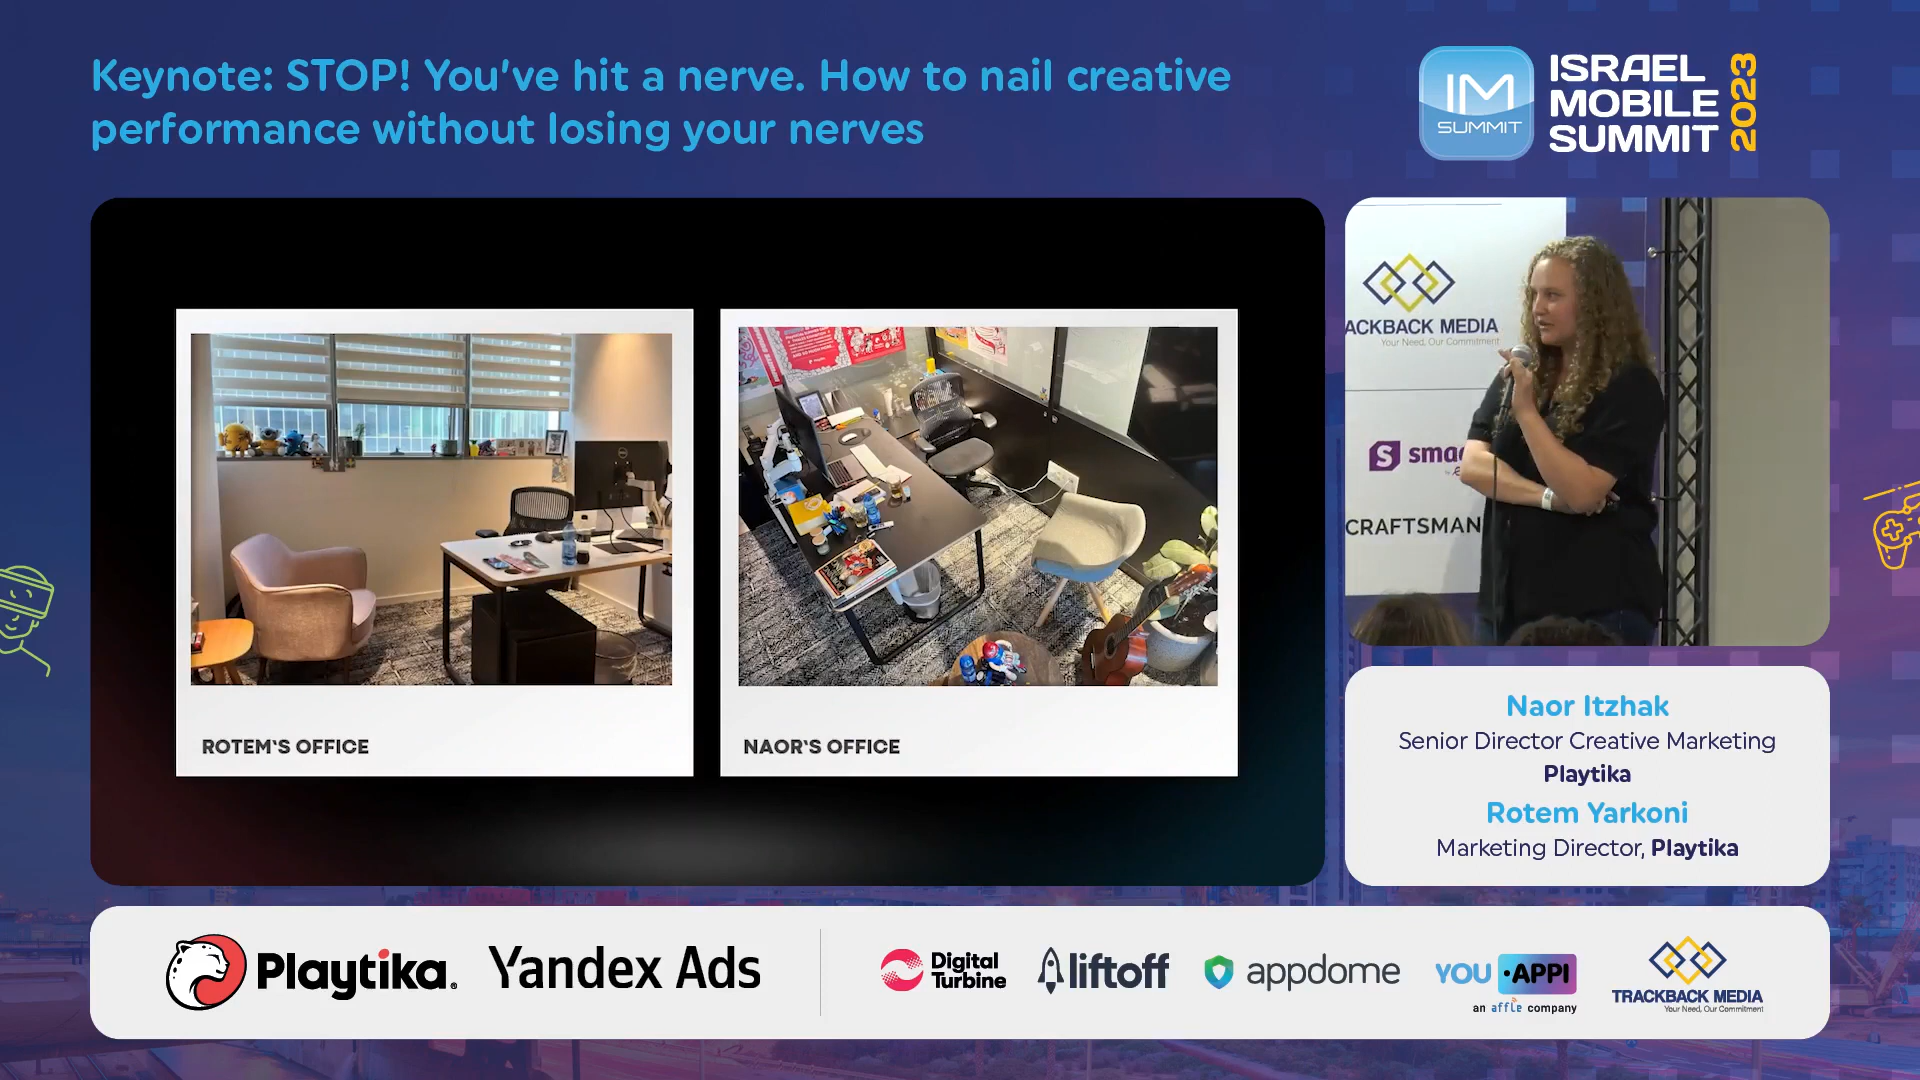 Keynote: STOP! You've hit a nerve. How to nail creative
performance without losing your nerves
IM
SUMMIT
ISRAEL
MOBILE
SUMMIT
2023
ROTEM'S OFFICE
NAOR'S OFFICE
ACKBACK MEDIA
Your Need, Our Commitment
sma
CRAFTSMAN
Naor Itzhak
Senior Director Creative Marketing
Playtika
Rotem Yarkoni
Marketing Director, Playtika
Playtika.
Yandex Ads
Digital
Turbine
liftoff
appdome
YOU·APPI
an affle company
TRACKBACK MEDIA
Your Need, Our Commitment